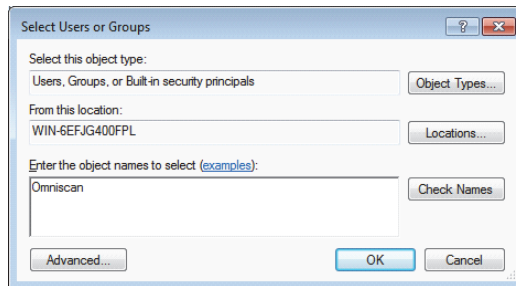 Select Users or Groups
Select this object type:
Users, Groups, or Built-in security principals
Object Types...
From this location:
WIN-6EFJG400FPL
Locations...
Enter the object names to select (examples):
Omniscan
Check Names
Advanced...
OK
Cancel